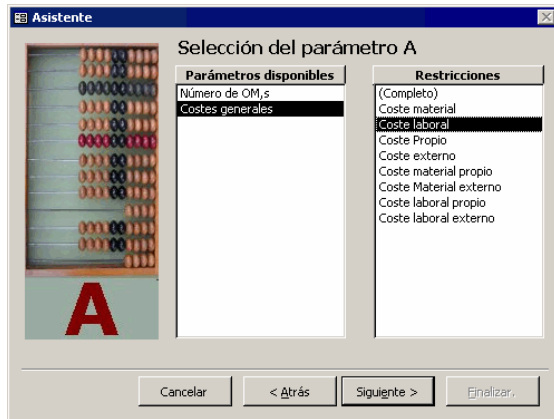 Asistente
Selección del parámetro A
Parámetros disponibles
Número de OM,s
Costes generales
Restricciones
(Completo)
Coste material
Coste laboral
Coste Propio
Coste externo
Coste material propio
Coste Material externo
Coste laboral propio
Coste laboral externo
A
Cancelar
< Atrás
Siguiente >
Finalizar.